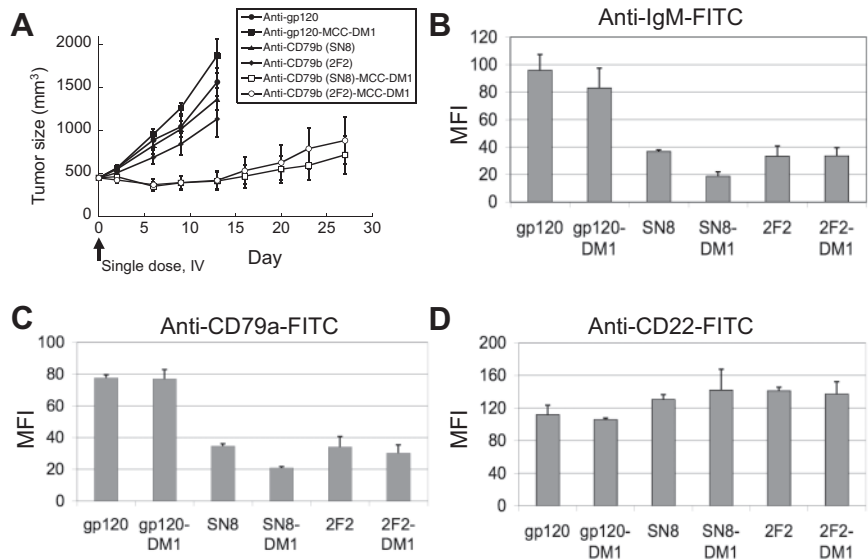 A
Anti-gp120
Anti-gp120-MCC-DM1
Anti-CD79b (SN8)
Anti-CD79b (2F2)
Anti-CD79b (SN8)-MCC-DM1
Anti-CD79b (2F2)-MCC-DM1
Tumor size (mm3)
2000
1500
1000
500
0
0 5 10 15 20 25 30
Single dose, IV
Day
B
Anti-IgM-FITC
MFI
120
100
80
60
40
20
0
gp120 gp120-DM1 SN8 SN8-DM1 2F2 2F2-DM1
C
Anti-CD79a-FITC
MFI
100
80
60
40
20
0
gp120 gp120-DM1 SN8 SN8-DM1 2F2 2F2-DM1
D
Anti-CD22-FITC
MFI
200
160
120
80
40
0
gp120 gp120-DM1 SN8 SN8-DM1 2F2 2F2-DM1